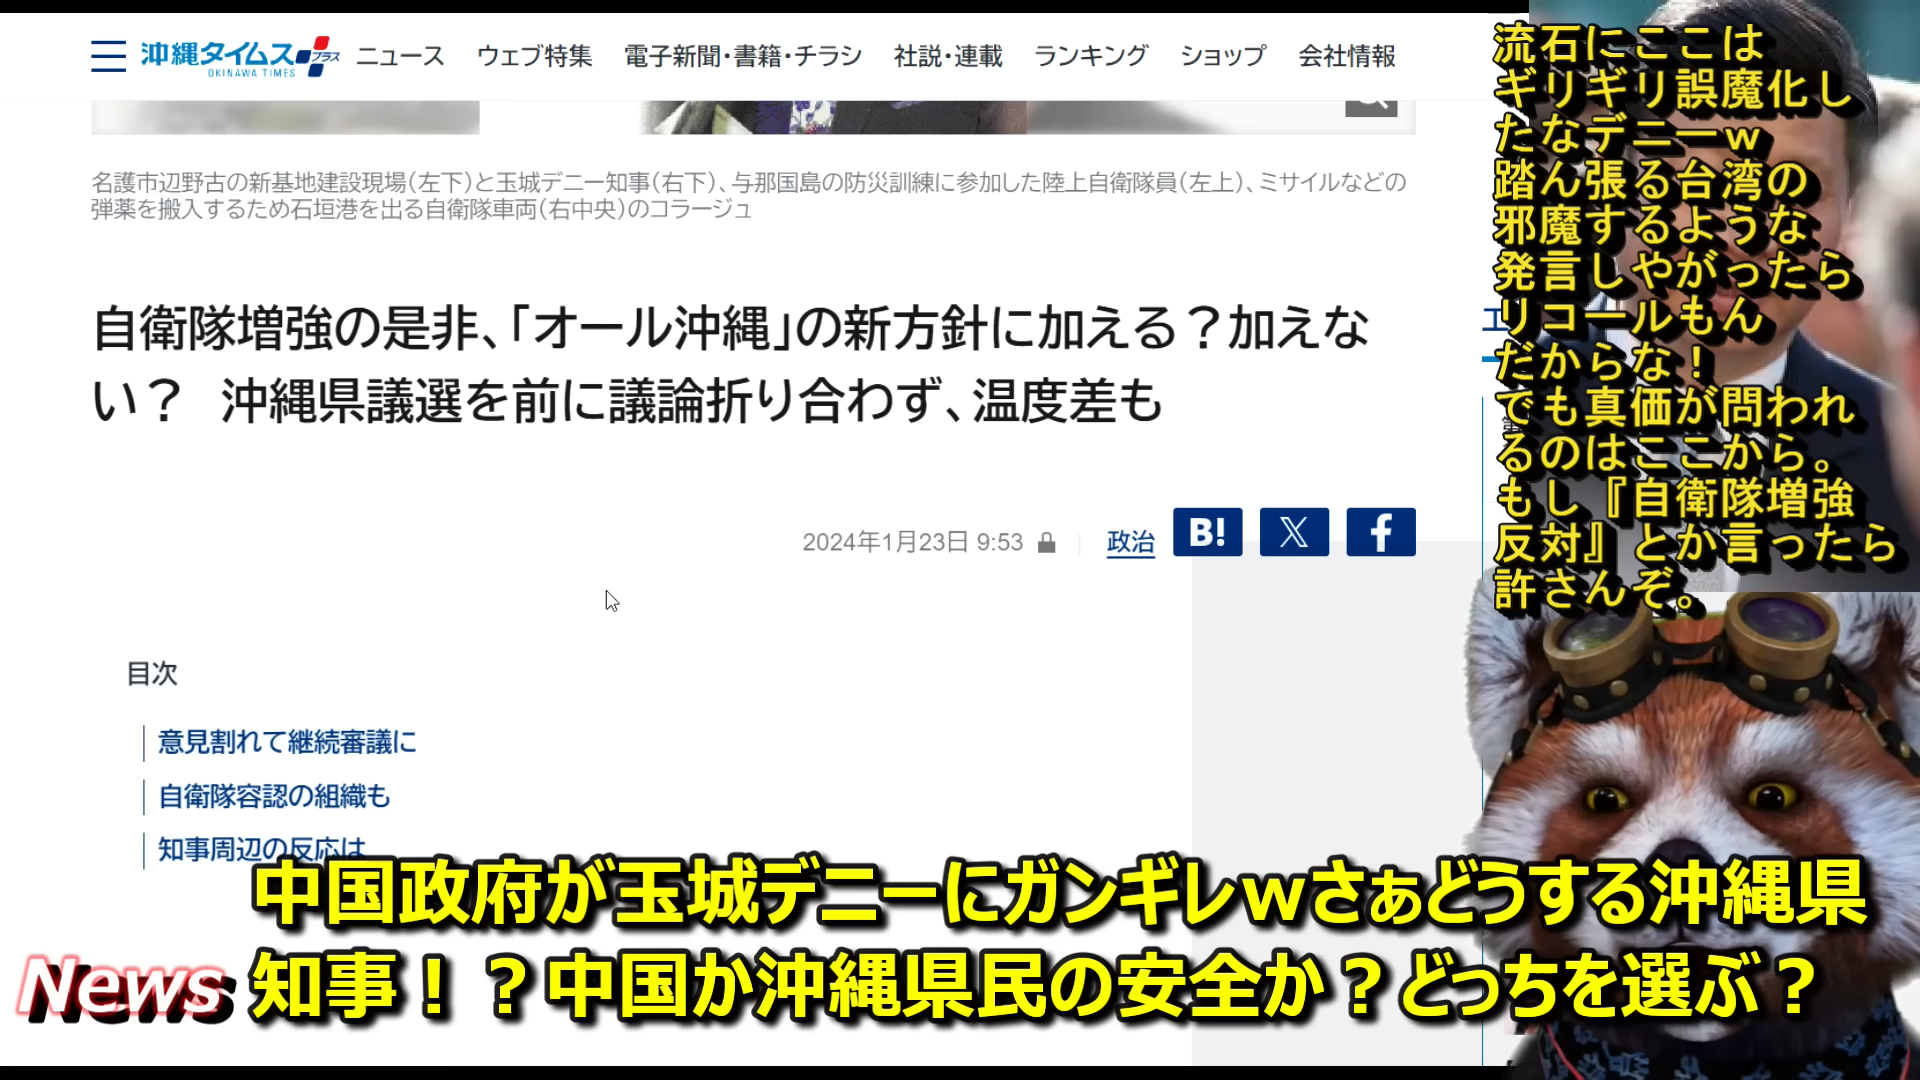 沖縄タイムス
プラス
OKINAWA TIMES
ニュース ウェブ特集 電子新聞・書籍・チラシ 社説・連載 ランキング ショップ 会社情報
名護市辺野古の新基地建設現場（左下）と玉城デニー知事（右下）、与那国島の防災訓練に参加した陸上自衛隊員（左上）、ミサイルなどの
弾薬を搬入するため石垣港を出る自衛隊車両（右中央）のコラージュ
自衛隊増強の是非、「オール沖縄」の新方針に加える？加えな
い？　沖縄県議選を前に議論折り合わず、温度差も
2024年1月23日 9:53
政治
B!
目次
意見割れて継続審議に
自衛隊容認の組織も
知事周辺の反応は
流石にここは
ギリギリ誤魔化し
たなデニーｗ
踏ん張る台湾の
邪魔するような
発言しやがったら
リコールもん
だからな！
でも真価が問われ
るのはここから。
もし『自衛隊増強
反対』とか言ったら
許さんぞ。
News
中国政府が玉城デニーにガンギレwさぁどうする沖縄県
知事！？中国か沖縄県民の安全か？どっちを選ぶ？